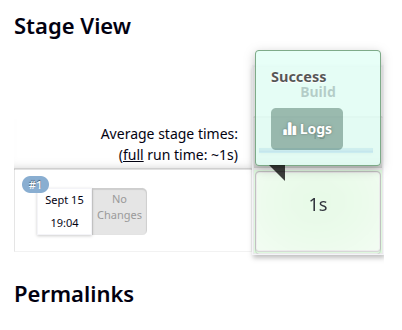 Stage View
Success
Build
Logs
Average stage times:
(full run time: ~1s)
#1
Sept 15
19:04
No
Changes
1s
Permalinks